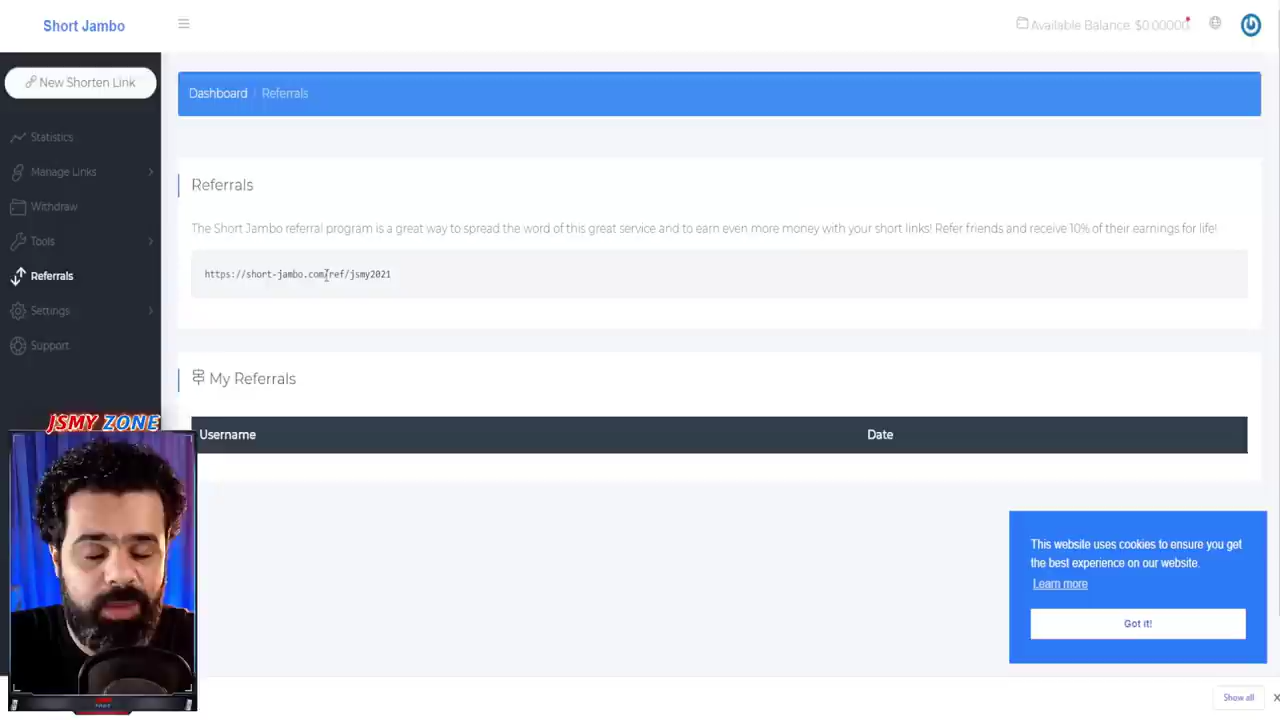 Short Jambo
Available Balance: $0.00000
New Shorten Link
Dashboard / Referrals
Statistics
Manage Links
Withdraw
Tools
Referrals
Settings
Support
Referrals
The Short Jambo referral program is a great way to spread the word of this great service and to earn even more money with your short links! Refer friends and receive 10% of their earnings for life!
https://short-jambo.com/ref/jsmy2021
My Referrals
Username Date
JSMY ZONE
This website uses cookies to ensure you get
the best experience on our website.
Learn more
Got it!
Show all